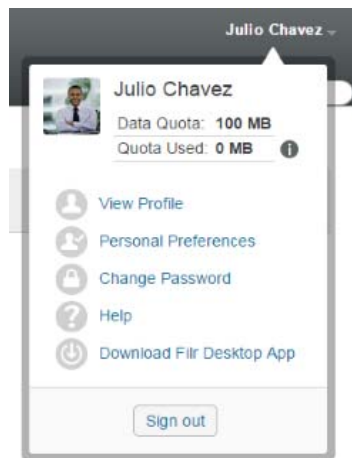 Julio Chavez
Julio Chavez
Data Quota: 100 MB
Quota Used: 0 MB
View Profile
Personal Preferences
Change Password
Help
Download Filr Desktop App
Sign out